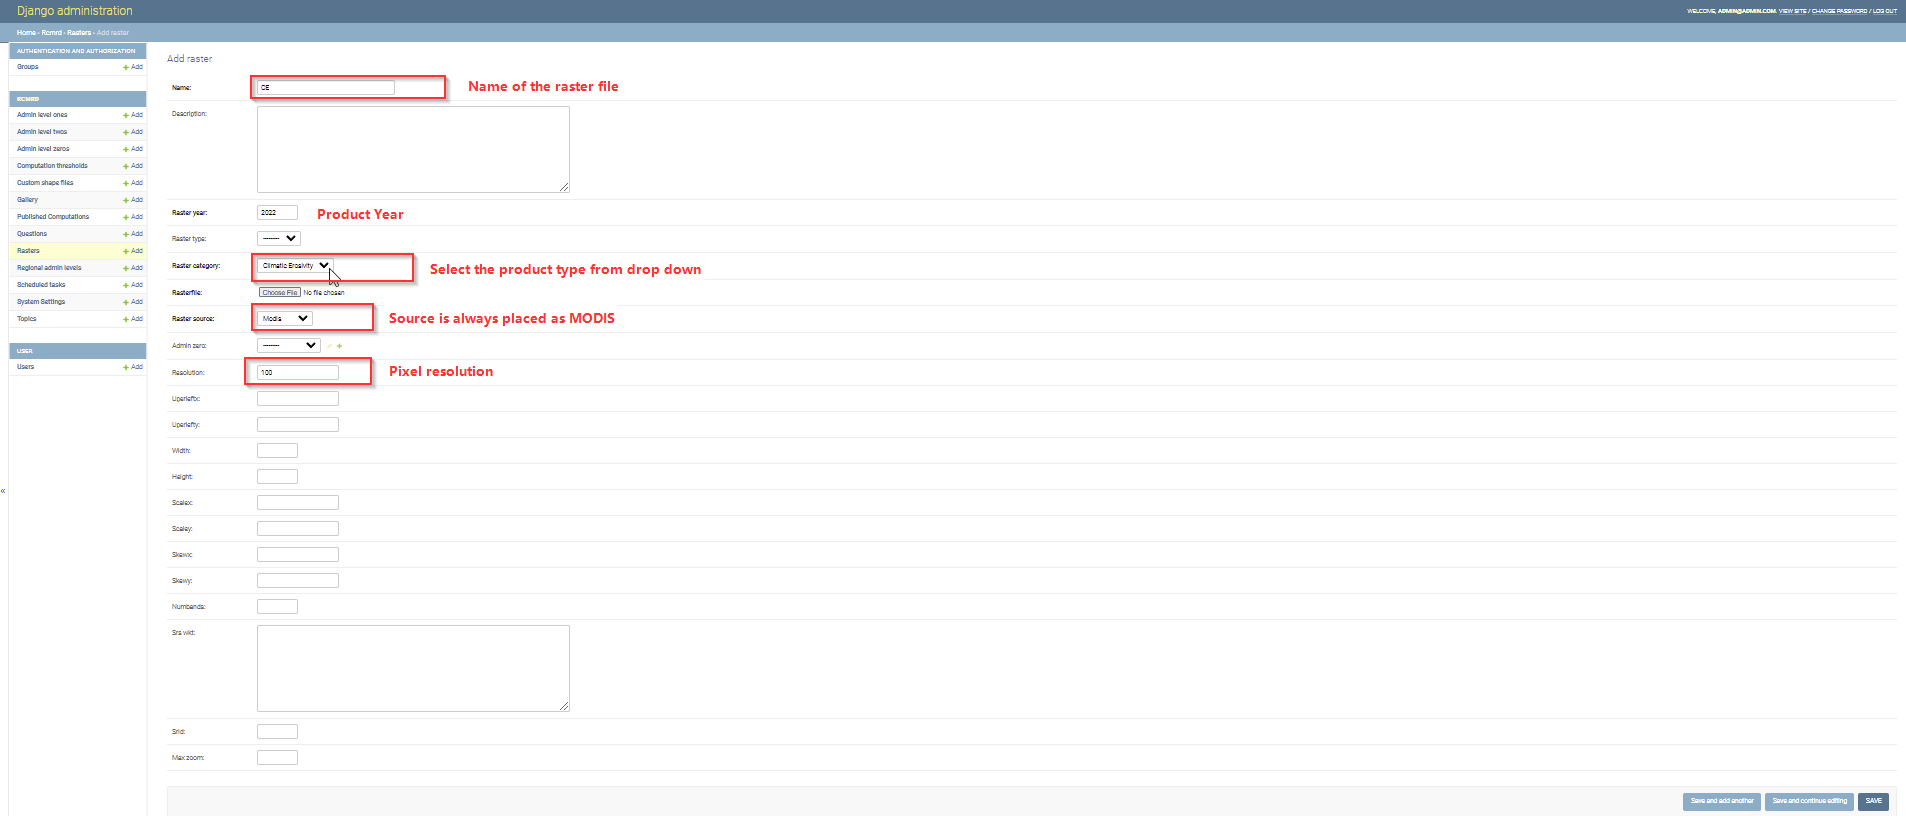 Django administration
WELCOME, ADMIN@ADMIN.COM. VIEW SITE / CHANGE PASSWORD / LOG OUT
Home › Rcmrd › Rasters › Add raster
AUTHENTICATION AND AUTHORIZATION
Groups + Add
RCMRD
Admin level ones + Add
Admin level twos + Add
Admin level zeros + Add
Computation thresholds + Add
Custom shape files + Add
Gallery + Add
Published Computations + Add
Questions + Add
Rasters + Add
Regional admin levels + Add
Scheduled tasks + Add
System Settings + Add
Topics + Add
USER
Users + Add
«
Add raster
Name: CE Name of the raster file
Description:
Raster year: 2022 Product Year
Raster type: --------
Raster category: Climatic Erosivity Select the product type from drop down
Rasterfile: Choose File No file chosen
Raster source: Modis Source is always placed as MODIS
Admin zero: --------
Resolution: 100 Pixel resolution
Uperleftx:
Uperlefty:
Width:
Height:
Scalex:
Scaley:
Skewx:
Skewy:
Numbands:
Srs wkt:
Srid:
Max zoom:
Save and add another Save and continue editing SAVE